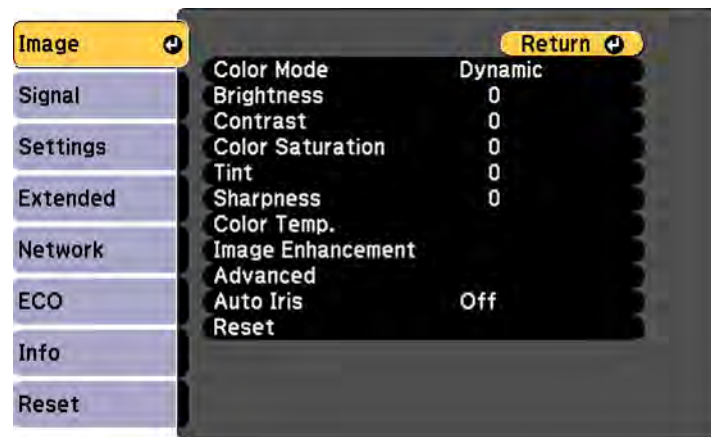 Image
Signal
Settings
Extended
Network
ECO
Info
Reset
Return
Color Mode Dynamic
Brightness 0
Contrast 0
Color Saturation 0
Tint 0
Sharpness 0
Color Temp.
Image Enhancement
Advanced
Auto Iris Off
Reset